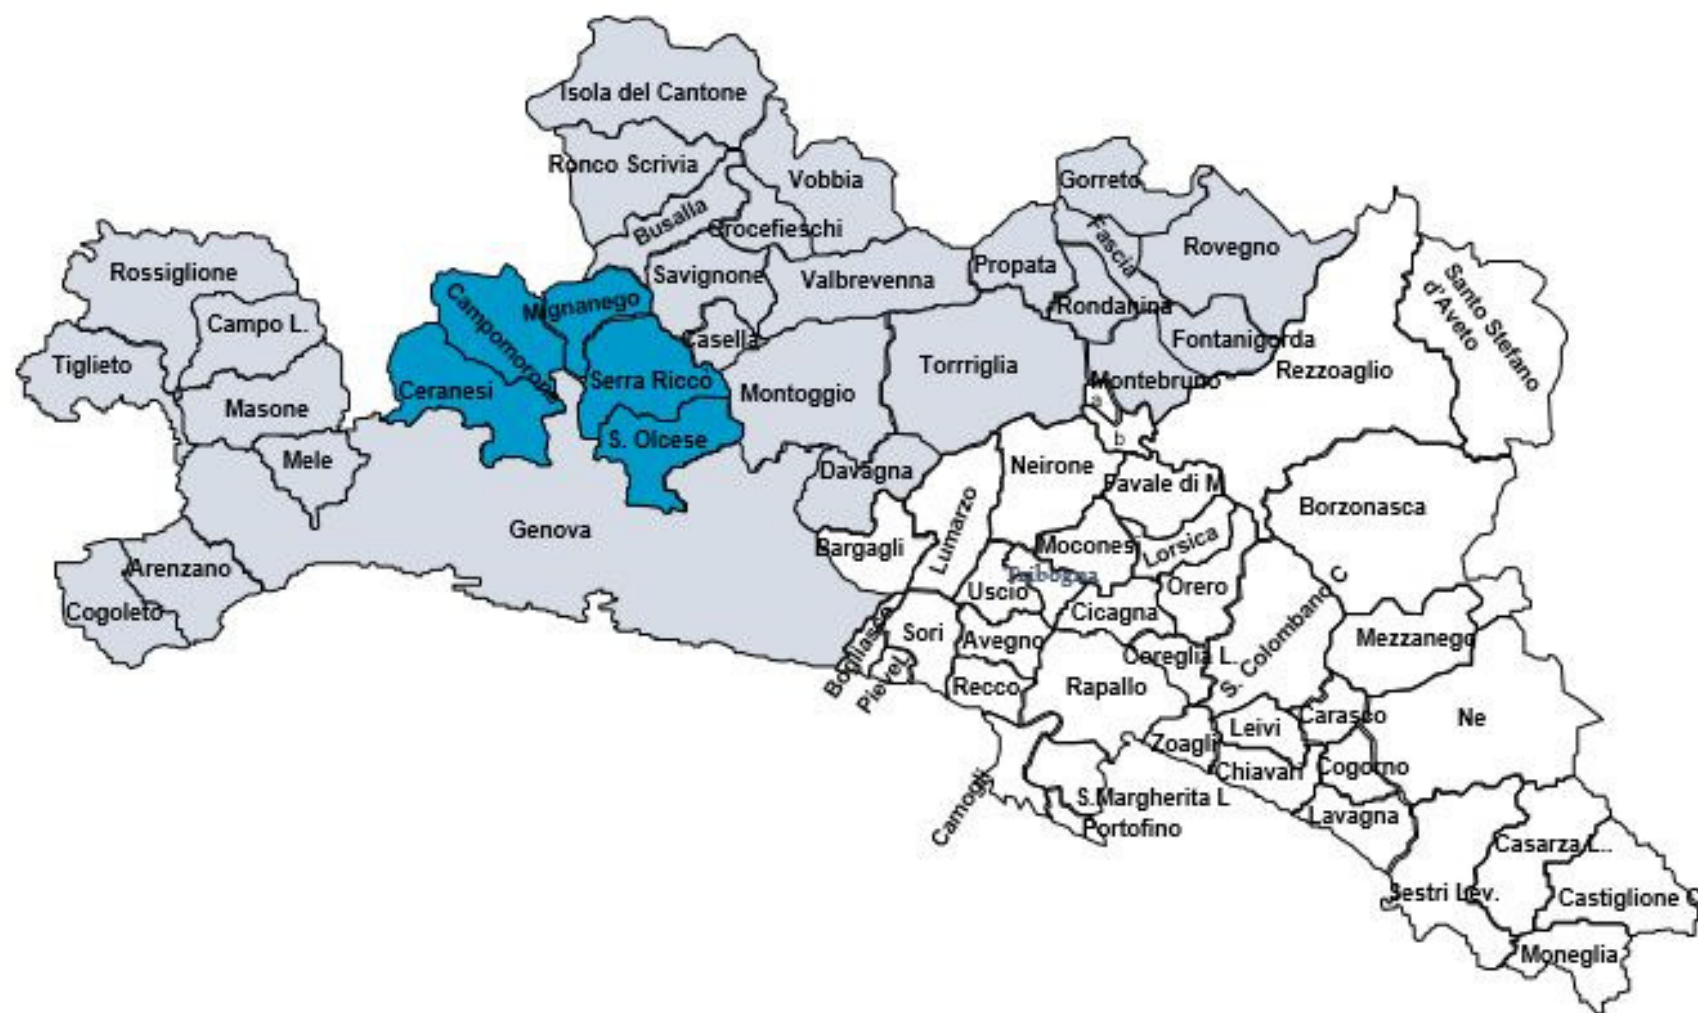 Isola del Cantone
Ronco Scrivia
Vobbia
Gorreto
Busalla
Crocefieschi
Fascia
Rovegno
Rossiglione
Savignone
Valbrevenna
Propata
Santo Stefano
d'Aveto
Campomorone
Mignanego
Rondanina
Campo L.
Casella
Fontanigorda
Tiglieto
Ceranesi
Serra Riccò
Montoggio
Torrriglia
Montebruno
Rezzoaglio
a
Masone
S. Olcese
b
Mele
Davagna
Neirone
Favale di M
Genova
Borzonasca
Bargagli
Lumarzo
Moconesi
Lorsica
Arenzano
Tribogna
Uscio
Orero
Cogoleto
Cicagna
S. Colombano C
Bogliasco
Sori
Avegno
Mezzanego
Coreglia L.
Pieve L
Recco
Rapallo
Carasco
Ne
Leivi
Zoagli
Chiavari
Cogorno
Camogli
S.Margherita L
Portofino
Lavagna
Casarza L..
Sestri Lev.
Castiglione C
Moneglia